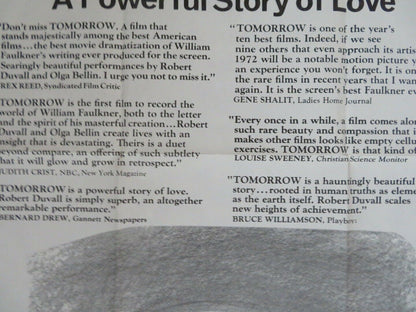 A Powerful Story of Love
"Don't miss TOMORROW. A film that
stands majestically among the best American
films...the best movie dramatization of William
Faulkner's writing ever produced for the screen.
Searingly beautiful performances by Robert
Duvall and Olga Bellin. I urge you not to miss it."
REX REED, Syndicated Film Critic
TOMORROW is the first film to record the
world of William Faulkner, both to the letter
and the spirit of his masterful creation...Robert
Duvall and Olga Bellin create lives with an
insight that is devastating. Theirs is a duet
beyond compare, an offering of such subtlety
that it will glow and grow in retrospect."
JUDITH CRIST, NBC, New York Magazine
TOMORROW is a powerful story of love.
Robert Duvall is simply superb, an altogether
remarkable performance."
BERNARD DREW, Gannett Newspapers
"TOMORROW is one of the year's
ten best films. Indeed, if we see
nine others that even approach its artis
1972 will be a notable motion picture y
an experience you won't forget. It is on
the rare films in recent years that I wan
again. It is the screen's best Faulkner ev
GENE SHALIT, Ladies Home Journal
"Every once in a while, a film comes alon
such rare beauty and compassion that i
makes other films look like empty cellu
exercises. TOMORROW is that kind of
LOUISE SWEENEY, Christian Science Monitor
"TOMORROW is a hauntingly beautiful
story...rooted in human truths as elemen
as the earth itself. Robert Duvall scales
new heights of achievement."
BRUCE WILLIAMSON, Playboy